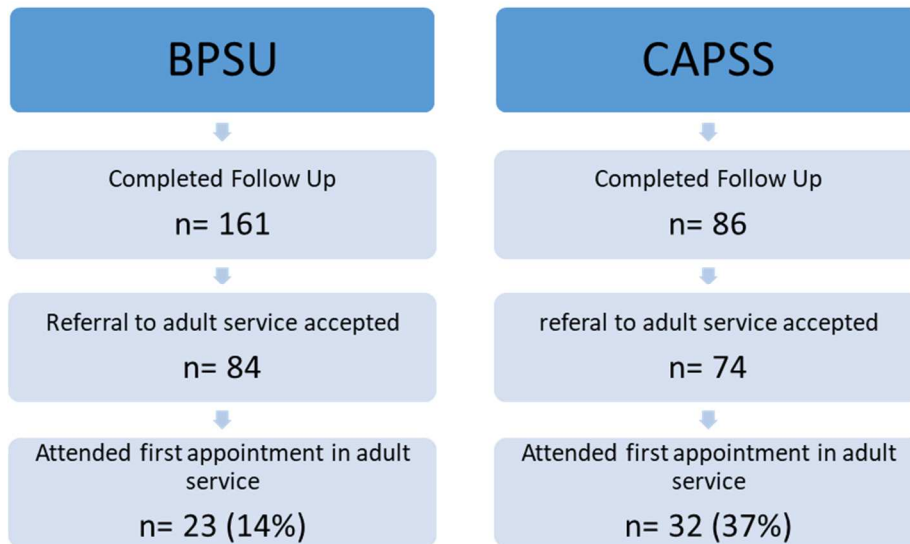 BPSU
Completed Follow Up
n= 161
Referral to adult service accepted
n= 84
Attended first appointment in adult
service
n= 23 (14%)
CAPSS
Completed Follow Up
n= 86
referal to adult service accepted
n= 74
Attended first appointment in adult
service
n= 32 (37%)